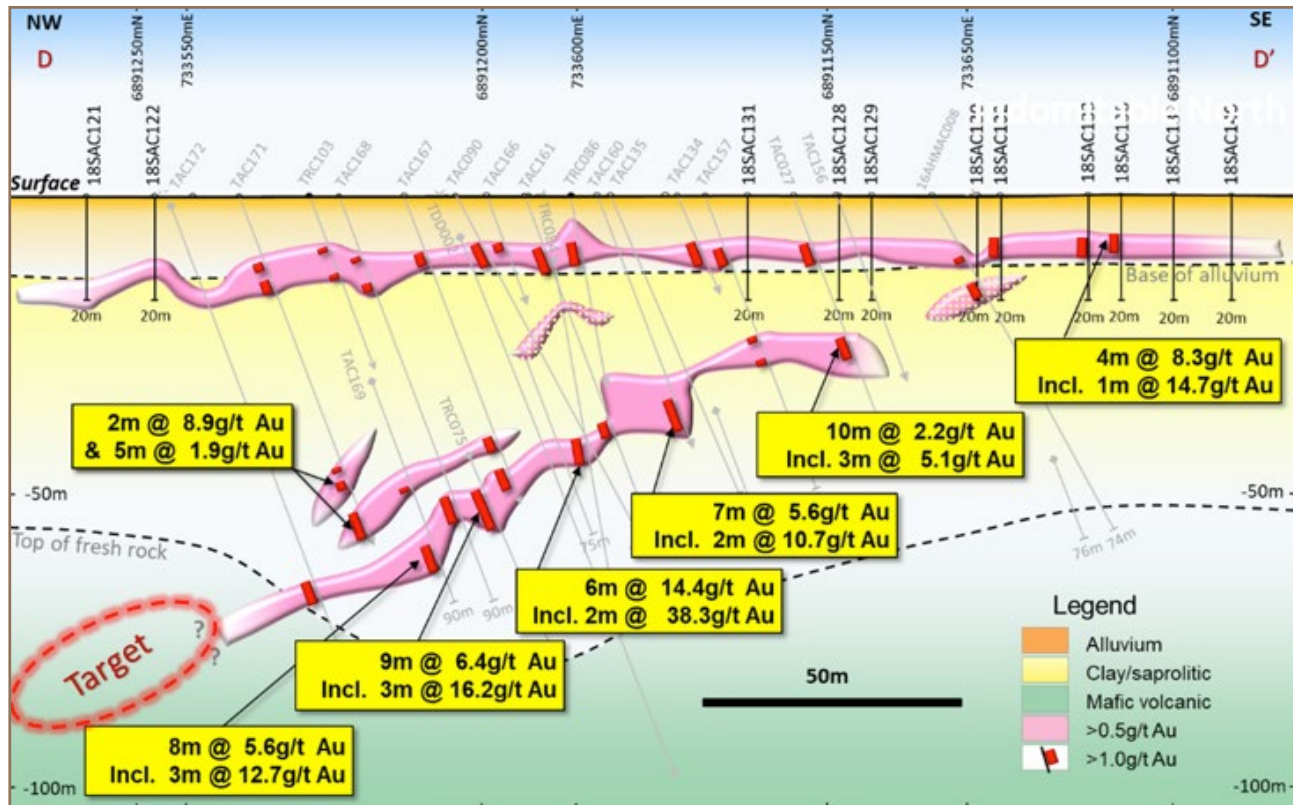 NW
SE
D
D'
6891250mN
733550mE
6891200mN
733600mE
6891150mN
733650mE
6891100mN
Indomitable North
18SAC121
18SAC122
TAC172
TAC171
TRC103
TAC168
TAC167
TAC090
TAC166
TAC161
TRC086
TAC160
TAC135
TAC134
TAC157
18SAC131
TAC027
TAC156
18SAC128
18SAC129
16AHMAC008
Surface
Base of alluvium
20m
20m
20m
20m
20m
20m
20m
20m
20m
20m
20m
TAC169
TRC075
4m @ 8.3g/t Au
Incl. 1m @ 14.7g/t Au
2m @ 8.9g/t Au
& 5m @ 1.9g/t Au
10m @ 2.2g/t Au
Incl. 3m @ 5.1g/t Au
-50m
-50m
7m @ 5.6g/t Au
Incl. 2m @ 10.7g/t Au
Top of fresh rock
75m
76m
74m
6m @ 14.4g/t Au
Incl. 2m @ 38.3g/t Au
90m
90m
?
?
Target
9m @ 6.4g/t Au
Incl. 3m @ 16.2g/t Au
50m
8m @ 5.6g/t Au
Incl. 3m @ 12.7g/t Au
Legend
Alluvium
Clay/saprolitic
Mafic volcanic
>0.5g/t Au
>1.0g/t Au
-100m
-100m